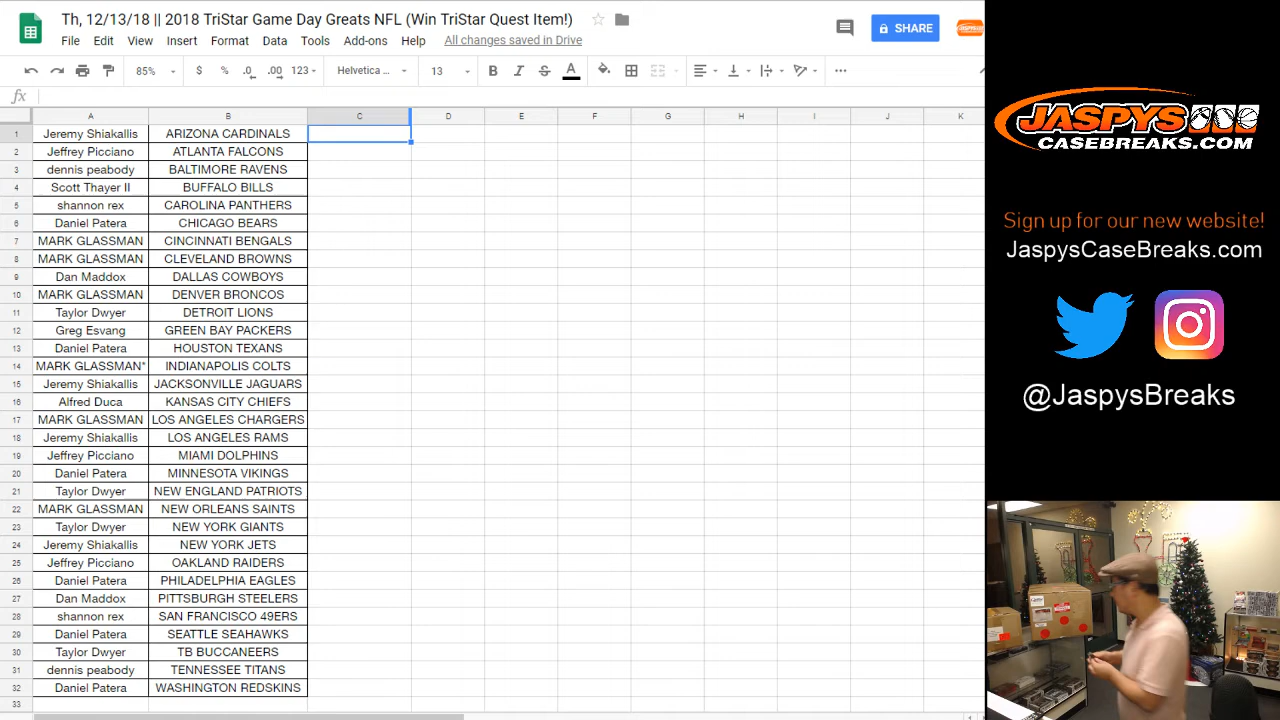 Th, 12/13/18 || 2018 TriStar Game Day Greats NFL (Win TriStar Quest Item!)
SHARE
File Edit View Insert Format Data Tools Add-ons Help All changes saved in Drive
85% $ % .0 .00 123 Helvetica ... 13 B I S A
fx
A B C D E F G H I J K
1 Jeremy Shiakallis ARIZONA CARDINALS
2 Jeffrey Picciano ATLANTA FALCONS
3 dennis peabody BALTIMORE RAVENS
4 Scott Thayer II BUFFALO BILLS
5 shannon rex CAROLINA PANTHERS
6 Daniel Patera CHICAGO BEARS
7 MARK GLASSMAN CINCINNATI BENGALS
8 MARK GLASSMAN CLEVELAND BROWNS
9 Dan Maddox DALLAS COWBOYS
10 MARK GLASSMAN DENVER BRONCOS
11 Taylor Dwyer DETROIT LIONS
12 Greg Esvang GREEN BAY PACKERS
13 Daniel Patera HOUSTON TEXANS
14 MARK GLASSMAN* INDIANAPOLIS COLTS
15 Jeremy Shiakallis JACKSONVILLE JAGUARS
16 Alfred Duca KANSAS CITY CHIEFS
17 MARK GLASSMAN LOS ANGELES CHARGERS
18 Jeremy Shiakallis LOS ANGELES RAMS
19 Jeffrey Picciano MIAMI DOLPHINS
20 Daniel Patera MINNESOTA VIKINGS
21 Taylor Dwyer NEW ENGLAND PATRIOTS
22 MARK GLASSMAN NEW ORLEANS SAINTS
23 Taylor Dwyer NEW YORK GIANTS
24 Jeremy Shiakallis NEW YORK JETS
25 Jeffrey Picciano OAKLAND RAIDERS
26 Daniel Patera PHILADELPHIA EAGLES
27 Dan Maddox PITTSBURGH STEELERS
28 shannon rex SAN FRANCISCO 49ERS
29 Daniel Patera SEATTLE SEAHAWKS
30 Taylor Dwyer TB BUCCANEERS
31 dennis peabody TENNESSEE TITANS
32 Daniel Patera WASHINGTON REDSKINS
33
JASPYS
CASEBREAKS.COM
Sign up for our new website!
JaspysCaseBreaks.com
@JaspysBreaks